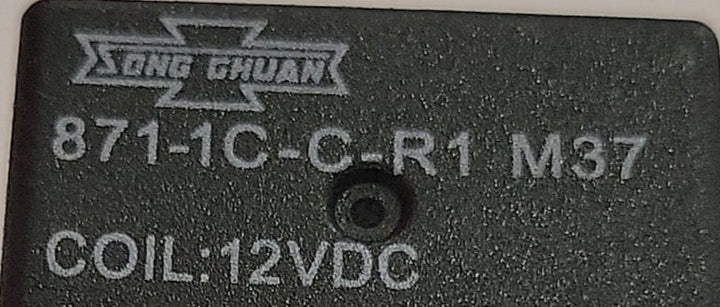 SONG CHUAN
871-1C-C-R1 M37
COIL:12VDC